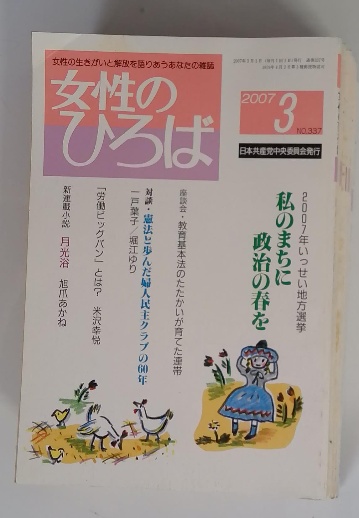 女性の生きがいと解放を語りあうあなたの雑誌
女性の
ひろば
2007
3
NO.337
日本共産党中央委員会発行
2007年いっせい地方選挙
私のまちに
政治の春を
座談会・教育基本法のたたかいが育てた連帯
対談・憲法と歩んだ婦人民主クラブの60年
一戸葉子／堀江ゆり
「労働ビッグバン」とは？ 米沢幸悦
新連載小説 月光浴 旭爪あかね